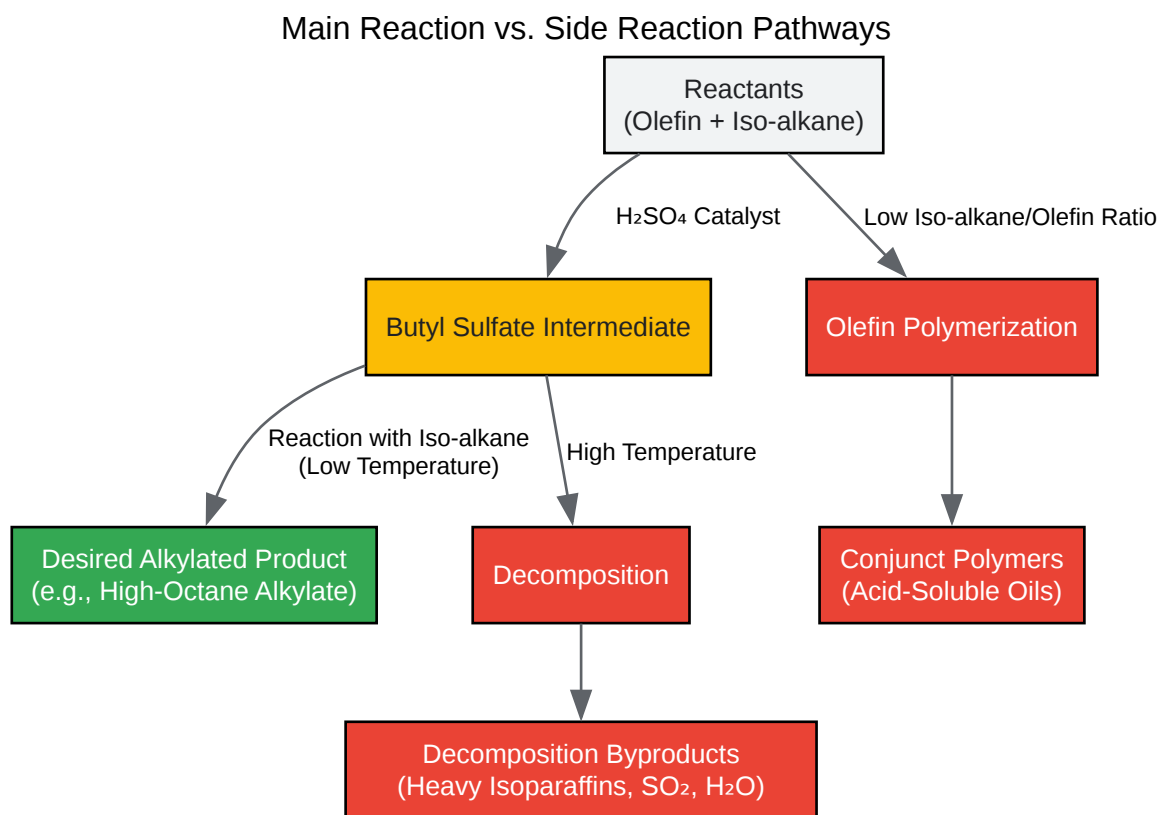 Main Reaction vs. Side Reaction Pathways
Reactants
(Olefin + Iso-alkane)
H₂SO₄ Catalyst
Low Iso-alkane/Olefin Ratio
Butyl Sulfate Intermediate
Olefin Polymerization
Reaction with Iso-alkane
(Low Temperature)
High Temperature
Desired Alkylated Product
(e.g., High-Octane Alkylate)
Decomposition
Conjunct Polymers
(Acid-Soluble Oils)
Decomposition Byproducts
(Heavy Isoparaffins, SO₂, H₂O)